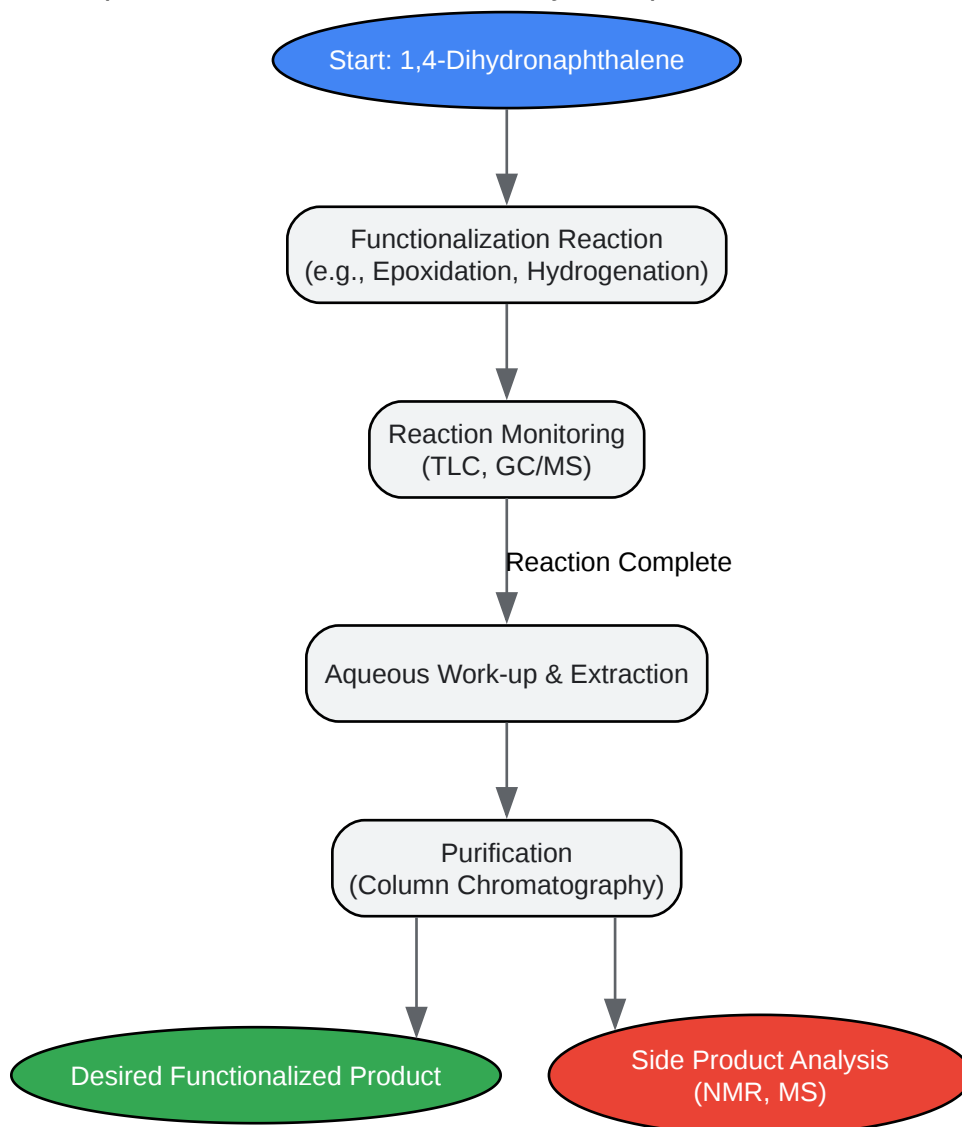 Start: 1,4-Dihydronaphthalene
Functionalization Reaction
(e.g., Epoxidation, Hydrogenation)
Reaction Monitoring
(TLC, GC/MS)
Reaction Complete
Aqueous Work-up & Extraction
Purification
(Column Chromatography)
Desired Functionalized Product
Side Product Analysis
(NMR, MS)